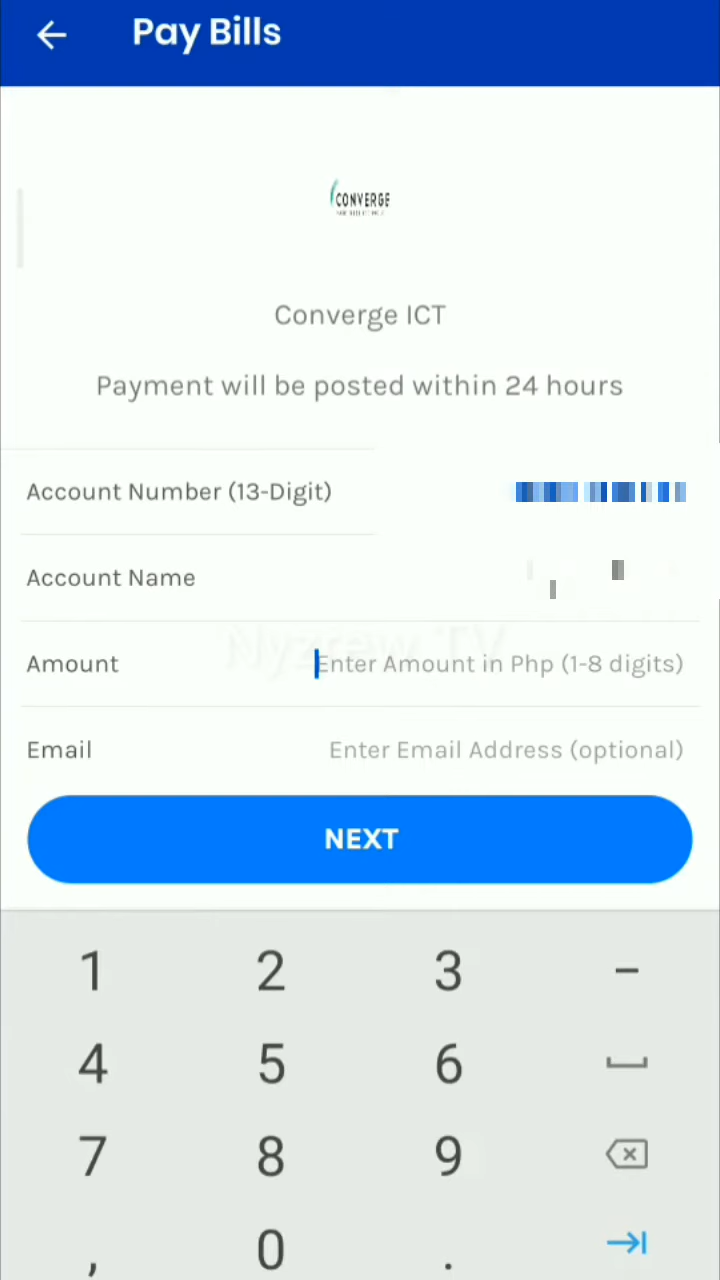 Pay Bills
CONVERGE
Converge ICT
Payment will be posted within 24 hours
Account Number (13-Digit)
Account Name
Nyzrew TV
Amount Enter Amount in Php (1-8 digits)
Email Enter Email Address (optional)
NEXT
1 2 3 -
4 5 6
7 8 9
, 0 .